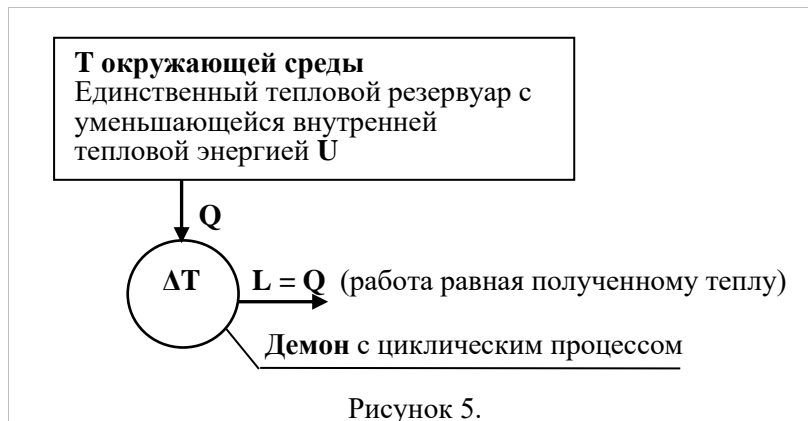 T окружающей среды
Единственный тепловой резервуар с
уменьшающейся внутренней
тепловой энергией U
Q
ΔT
L = Q (работа равная полученному теплу)
Демон с циклическим процессом
Рисунок 5.